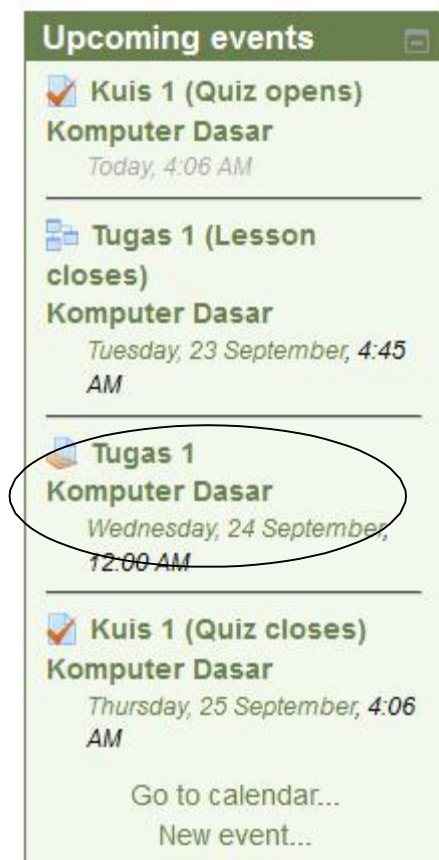 Upcoming events
Kuis 1 (Quiz opens)
Komputer Dasar
Today, 4:06 AM
Tugas 1 (Lesson
closes)
Komputer Dasar
Tuesday, 23 September, 4:45
AM
Tugas 1
Komputer Dasar
Wednesday, 24 September,
12:00 AM
Kuis 1 (Quiz closes)
Komputer Dasar
Thursday, 25 September, 4:06
AM
Go to calendar...
New event...